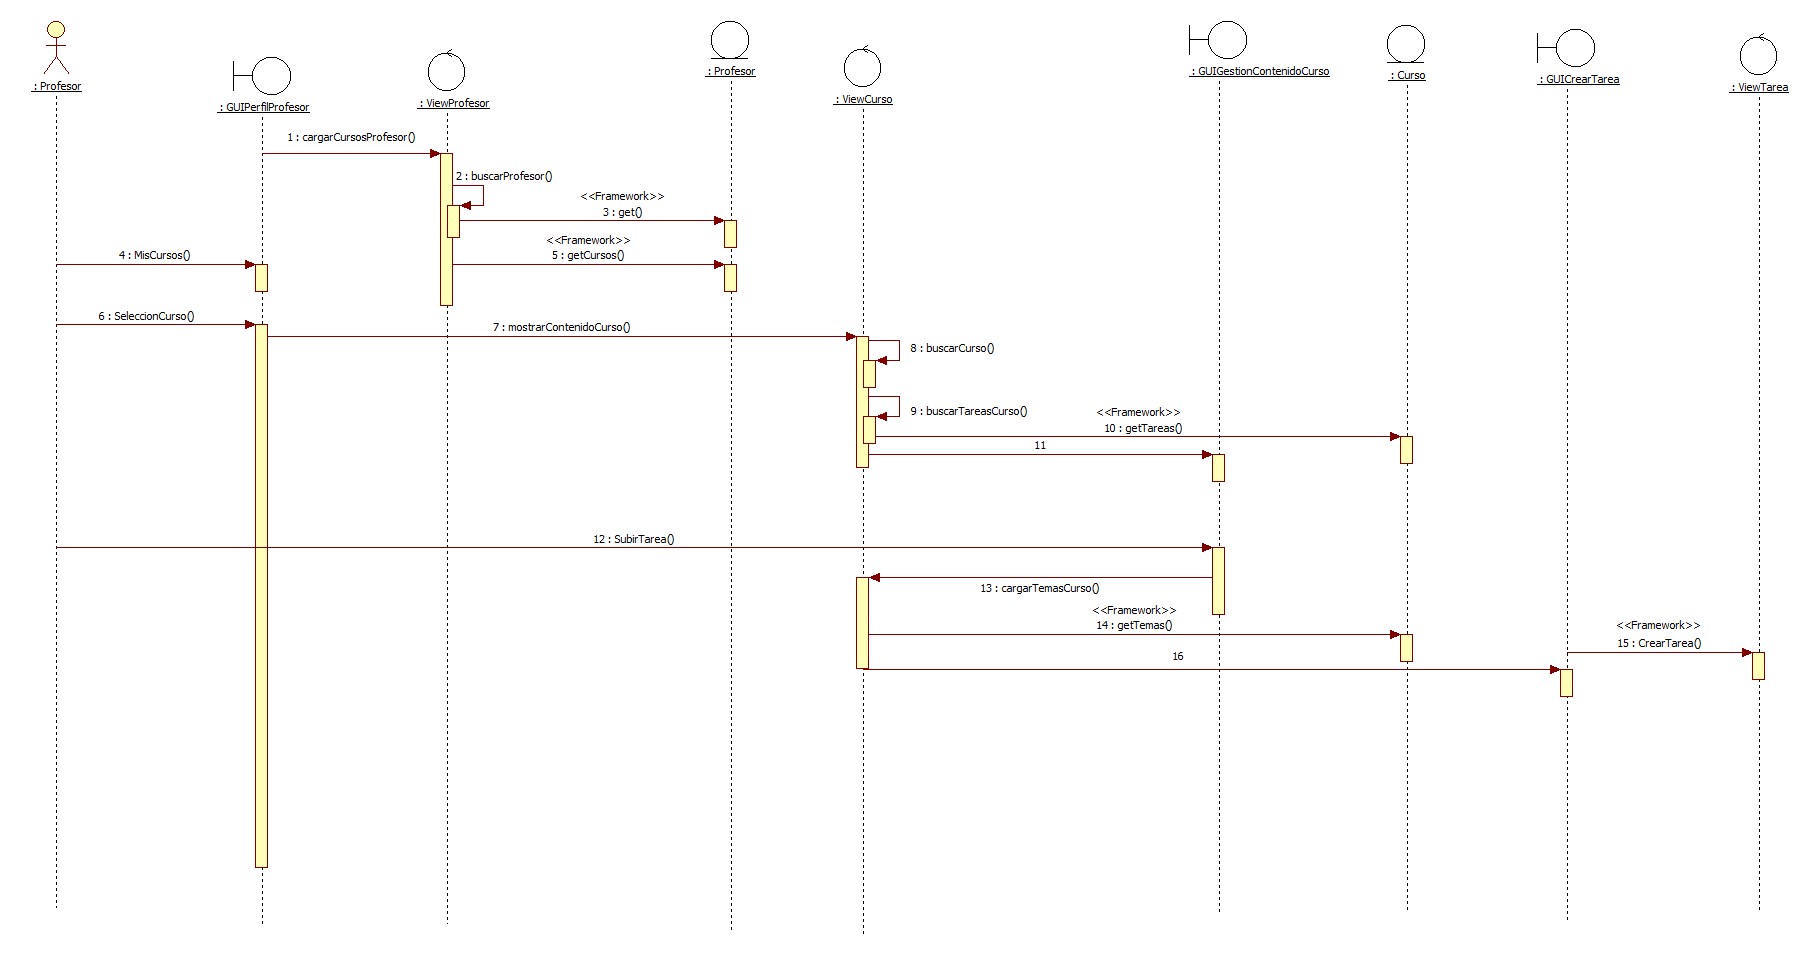 : Profesor
: GUIPerfilProfesor
: ViewProfesor
: Profesor
: ViewCurso
: GUIGestionContenidoCurso
: Curso
: GUICrearTarea
: ViewTarea
1 : cargarCursosProfesor()
2 : buscarProfesor()
<<Framework>>
3 : get()
<<Framework>>
4 : MisCursos()
5 : getCursos()
6 : SeleccionCurso()
7 : mostrarContenidoCurso()
8 : buscarCurso()
9 : buscarTareasCurso()
<<Framework>>
10 : getTareas()
11
12 : SubirTarea()
13 : cargarTemasCurso()
<<Framework>>
14 : getTemas()
<<Framework>>
15 : CrearTarea()
16